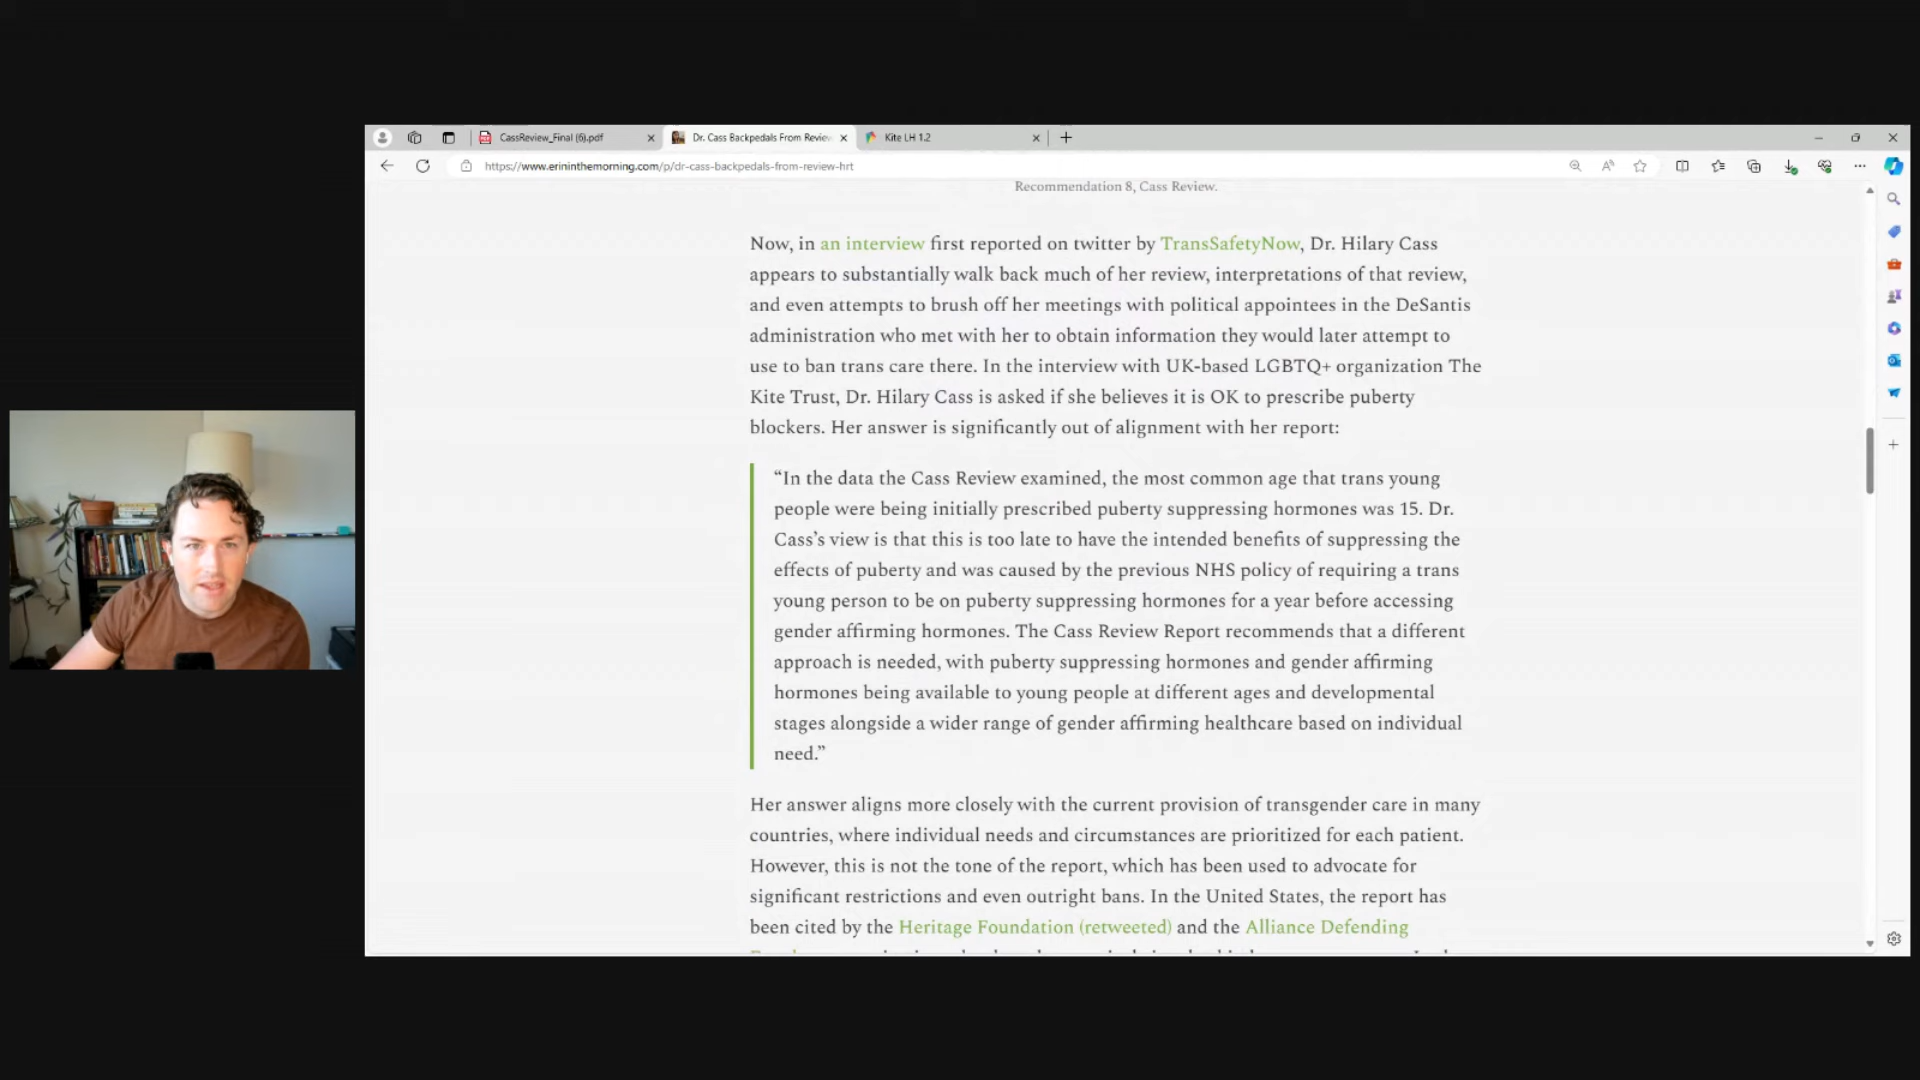 CassReview_Final (6).pdf
Dr. Cass Backpedals From Review
Kite LH 1.2
https://www.erininthemorning.com/p/dr-cass-backpedals-from-review-hrt
Recommendation 8, Cass Review.
Now, in an interview first reported on twitter by TransSafetyNow, Dr. Hilary Cass
appears to substantially walk back much of her review, interpretations of that review,
and even attempts to brush off her meetings with political appointees in the DeSantis
administration who met with her to obtain information they would later attempt to
use to ban trans care there. In the interview with UK-based LGBTQ+ organization The
Kite Trust, Dr. Hilary Cass is asked if she believes it is OK to prescribe puberty
blockers. Her answer is significantly out of alignment with her report:
“In the data the Cass Review examined, the most common age that trans young
people were being initially prescribed puberty suppressing hormones was 15. Dr.
Cass’s view is that this is too late to have the intended benefits of suppressing the
effects of puberty and was caused by the previous NHS policy of requiring a trans
young person to be on puberty suppressing hormones for a year before accessing
gender affirming hormones. The Cass Review Report recommends that a different
approach is needed, with puberty suppressing hormones and gender affirming
hormones being available to young people at different ages and developmental
stages alongside a wider range of gender affirming healthcare based on individual
need.”
Her answer aligns more closely with the current provision of transgender care in many
countries, where individual needs and circumstances are prioritized for each patient.
However, this is not the tone of the report, which has been used to advocate for
significant restrictions and even outright bans. In the United States, the report has
been cited by the Heritage Foundation (retweeted) and the Alliance Defending